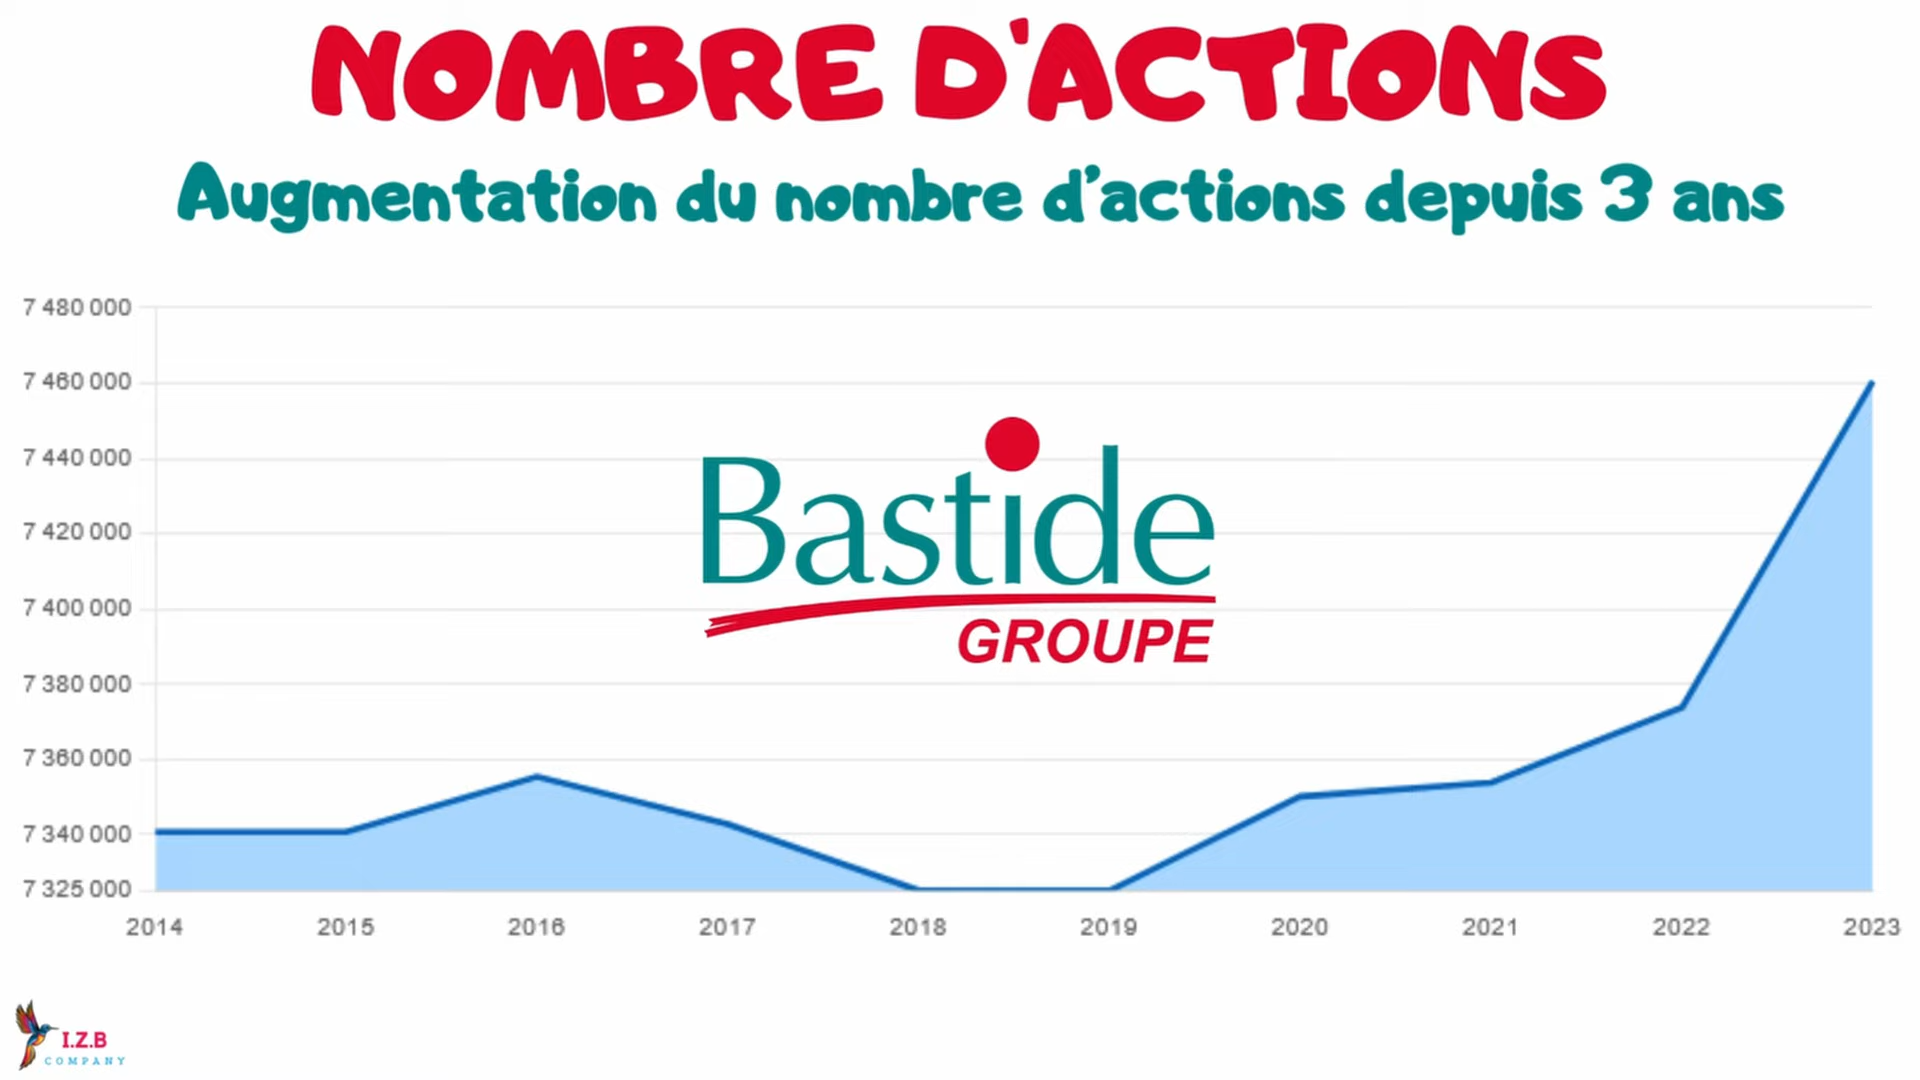 NOMBRE D'ACTIONS
Augmentation du nombre d'actions depuis 3 ans
7 480 000
7 460 000
7 440 000
7 420 000
7 400 000
7 380 000
7 360 000
7 340 000
7 325 000
Bastide
GROUPE
2014 2015 2016 2017 2018 2019 2020 2021 2022 2023
I.Z.B
COMPANY